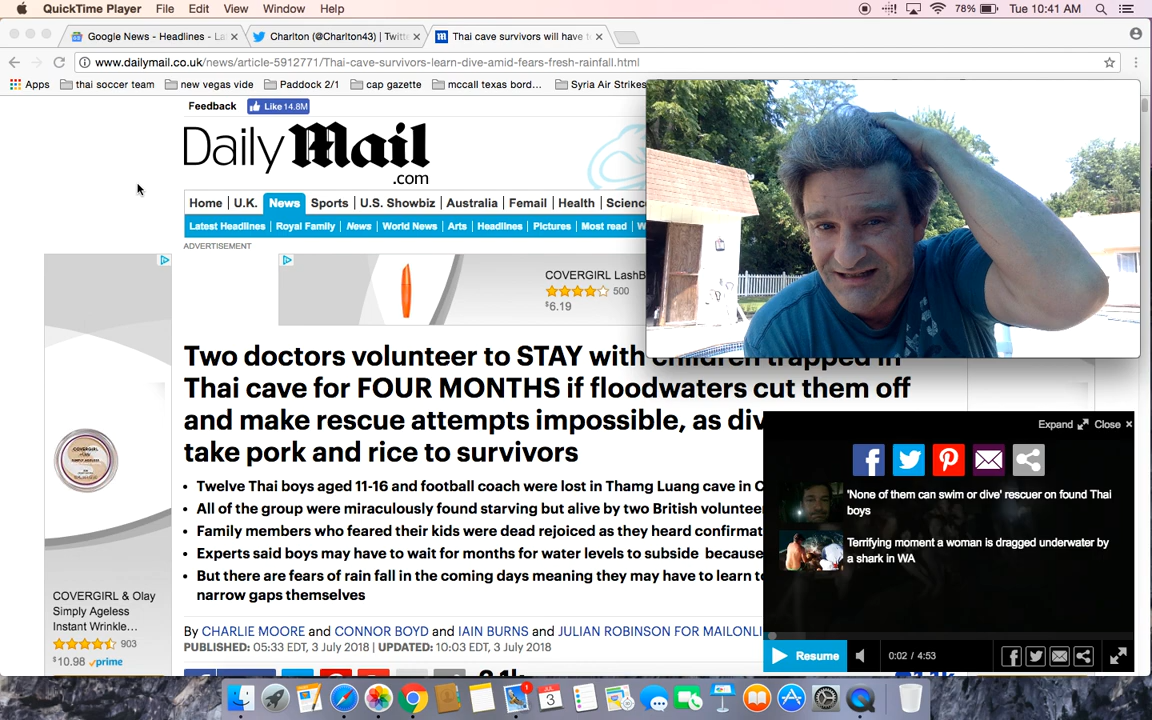 QuickTime Player File Edit View Window Help
78% Tue 10:41 AM
Google News - Headlines - La
Charlton (@Charlton43) | Twitte
Thai cave survivors will have t
www.dailymail.co.uk/news/article-5912771/Thai-cave-survivors-learn-dive-amid-fears-fresh-rainfall.html
Apps thai soccer team new vegas vide Paddock 2/1 cap gazette mccall texas bord... Syria Air Strikes
Feedback Like 14.8M
Daily Mail
.com
Home U.K. News Sports U.S. Showbiz Australia Femail Health Scienc
Latest Headlines Royal Family News World News Arts Headlines Pictures Most read W
ADVERTISEMENT
COVERGIRL LashB
500
$6.19
Two doctors volunteer to STAY with children trapped in
Thai cave for FOUR MONTHS if floodwaters cut them off
and make rescue attempts impossible, as div
take pork and rice to survivors
• Twelve Thai boys aged 11-16 and football coach were lost in Thamg Luang cave in C
• All of the group were miraculously found starving but alive by two British voluntee
• Family members who feared their kids were dead rejoiced as they heard confirmat
• Experts said boys may have to wait for months for water levels to subside because
• But there are fears of rain fall in the coming days meaning they may have to learn to
narrow gaps themselves
By CHARLIE MOORE and CONNOR BOYD and IAIN BURNS and JULIAN ROBINSON FOR MAILONLI
PUBLISHED: 05:33 EDT, 3 July 2018 | UPDATED: 10:03 EDT, 3 July 2018
COVERGIRL & Olay
Simply Ageless
Instant Wrinkle...
903
$10.98 prime
Expand Close ×
'None of them can swim or dive' rescuer on found Thai
boys
Terrifying moment a woman is dragged underwater by
a shark in WA
Resume 0:02 / 4:53
1
3